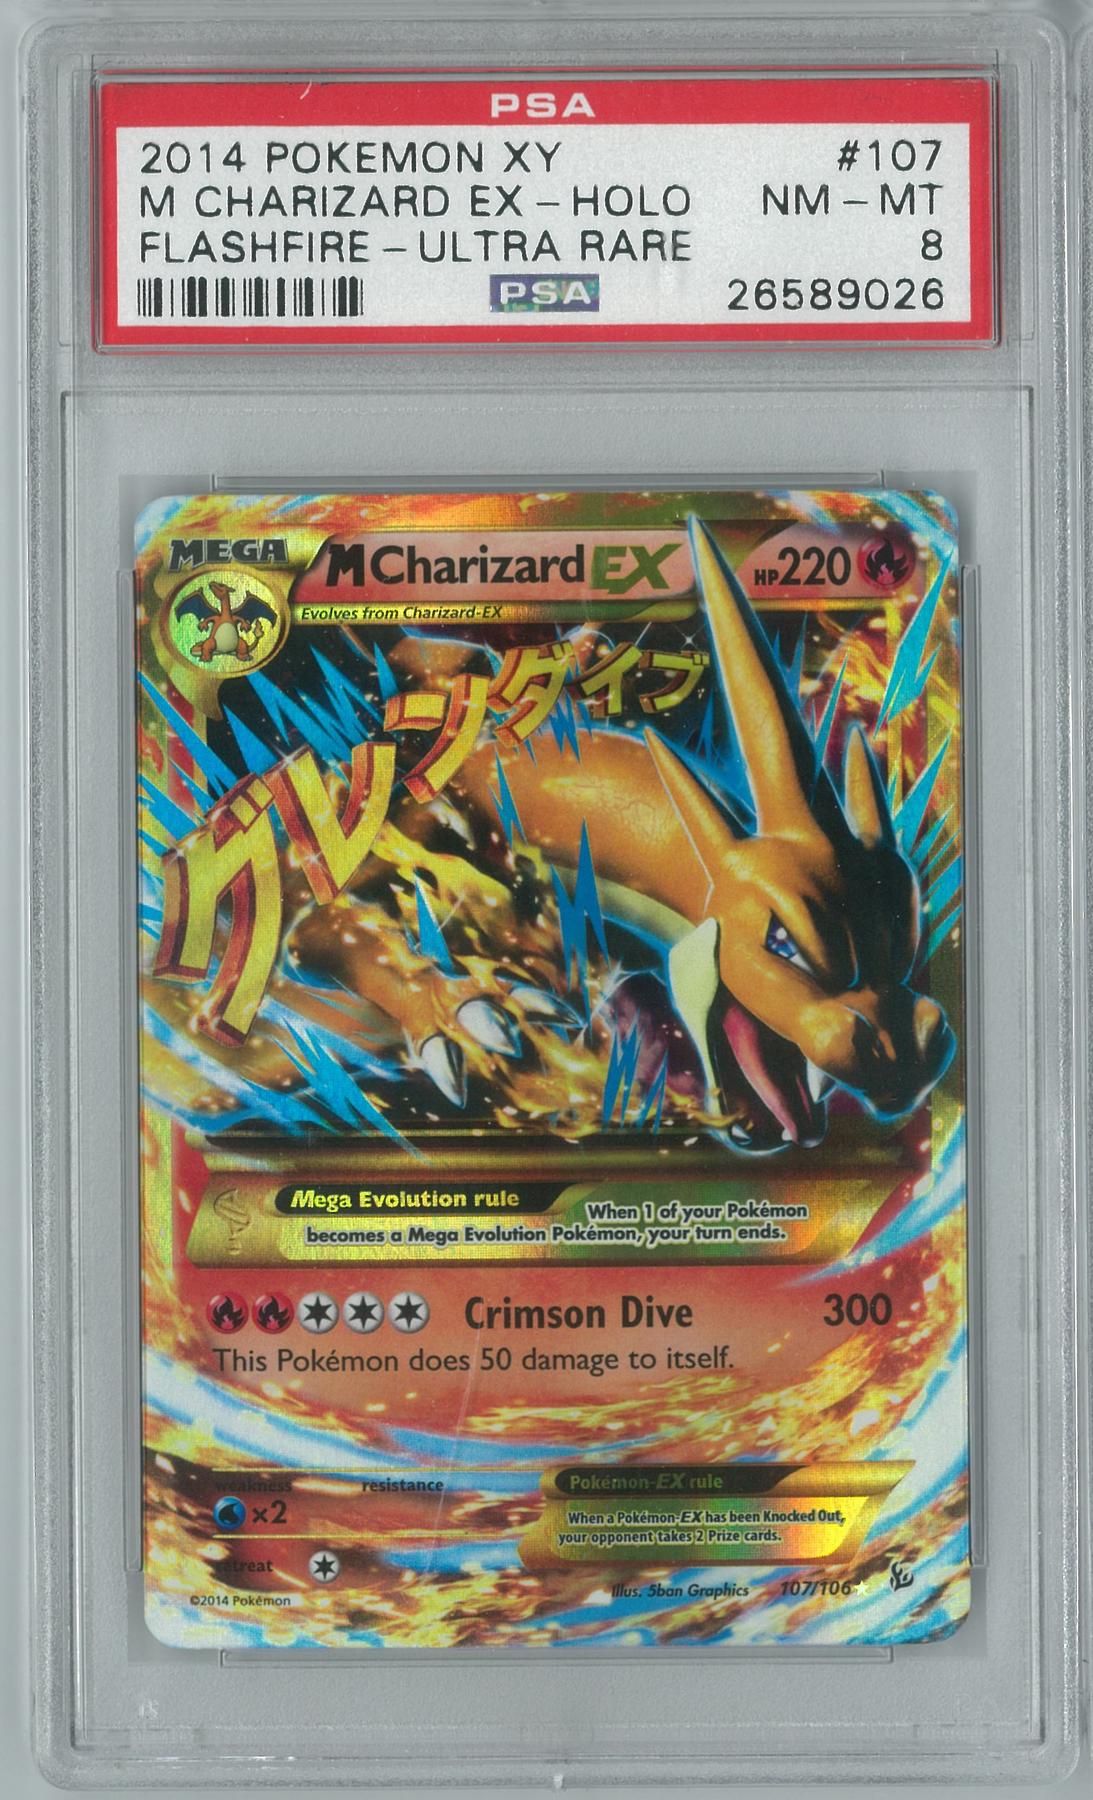 PSA
2014 POKEMON XY #107
M CHARIZARD EX - HOLO NM - MT
FLASHFIRE - ULTRA RARE 8
PSA 26589026
MEGA
M Charizard EX HP220
Evolves from Charizard-EX
グレンダイブ
Mega Evolution rule
When 1 of your Pokémon
becomes a Mega Evolution Pokémon, your turn ends.
Crimson Dive 300
This Pokémon does 50 damage to itself.
weakness resistance
×2
retreat
Pokémon-EX rule
When a Pokémon-EX has been Knocked Out,
your opponent takes 2 Prize cards.
©2014 Pokémon
Illus. 5ban Graphics 107/106